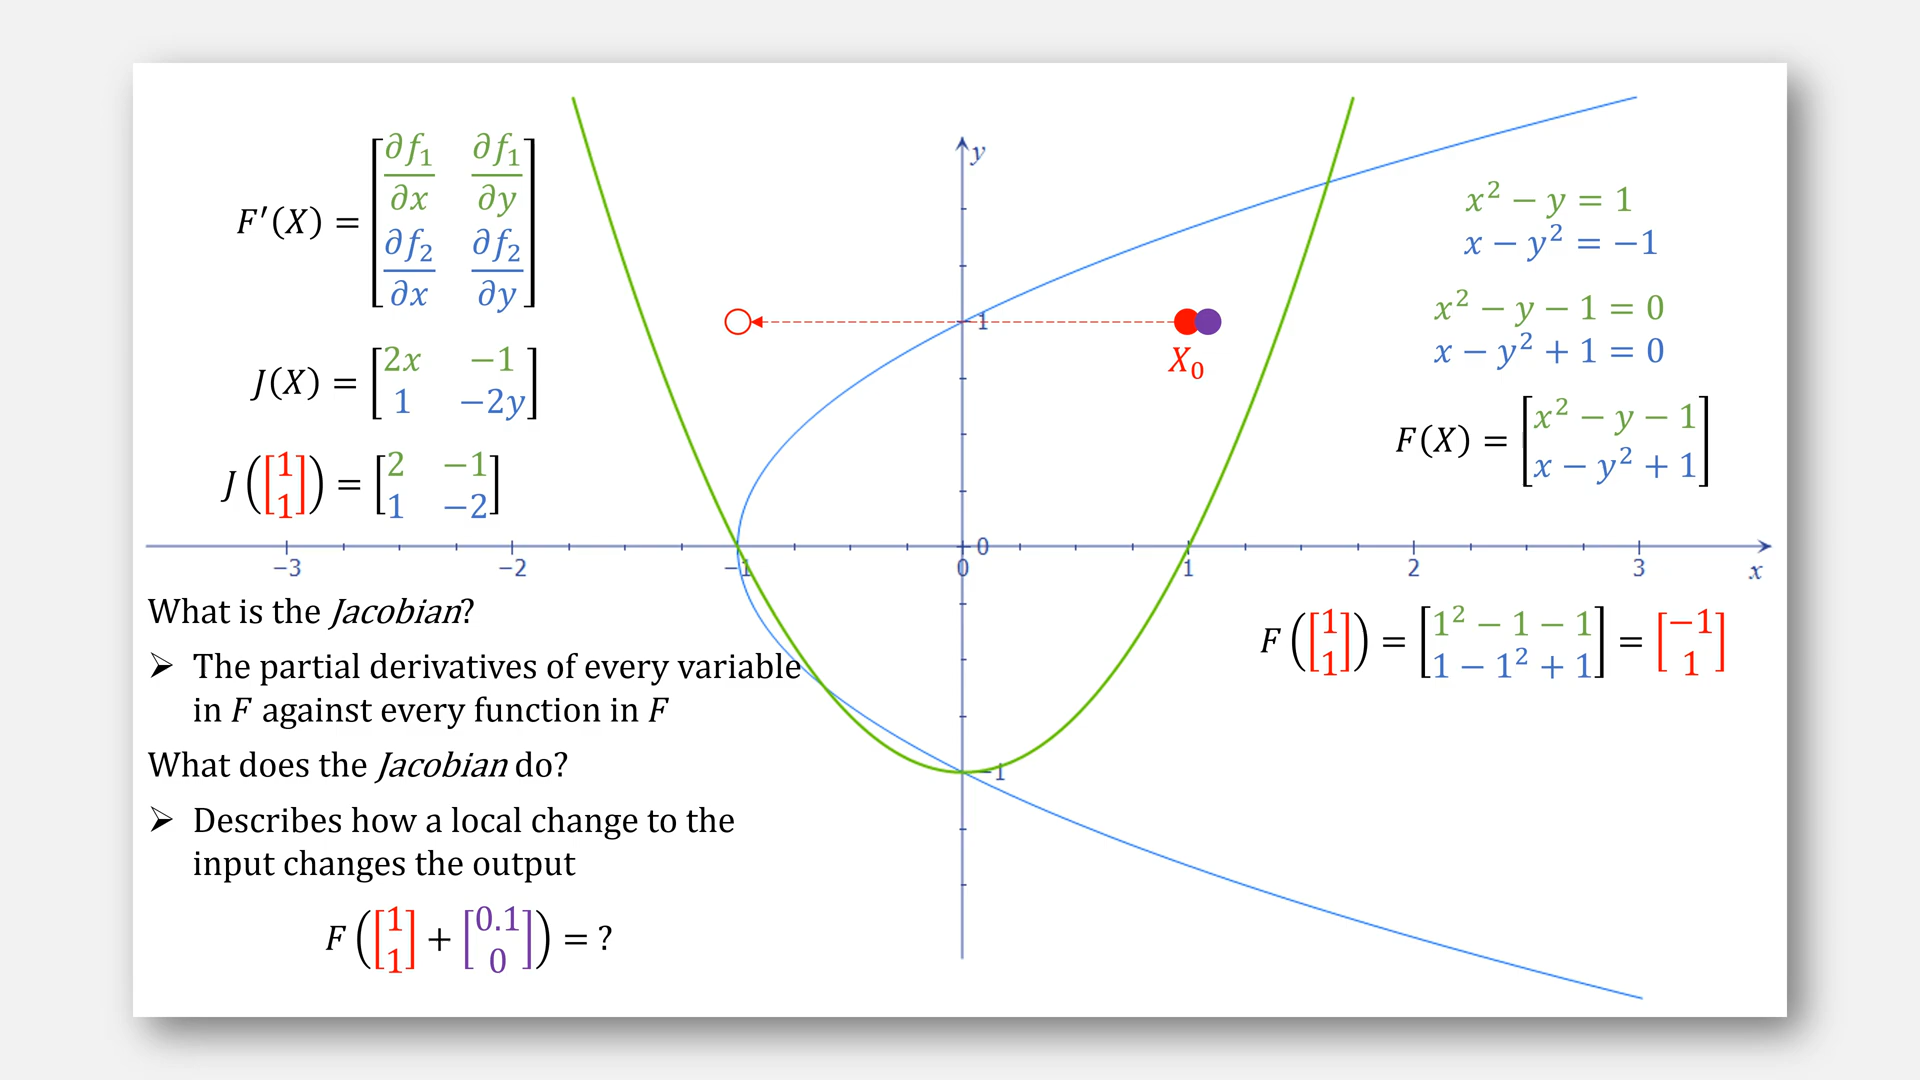 F′(X) = [∂f₁/∂x ∂f₁/∂y; ∂f₂/∂x ∂f₂/∂y]
J(X) = [2x −1; 1 −2y]
J([1; 1]) = [2 −1; 1 −2]
What is the Jacobian?
➢ The partial derivatives of every variable
in F against every function in F
What does the Jacobian do?
➢ Describes how a local change to the
input changes the output
F([1; 1] + [0.1; 0]) = ?
y
1
0
−1
−3 −2 −1 0 1 2 3
x
X₀
x² − y = 1
x − y² = −1
x² − y − 1 = 0
x − y² + 1 = 0
F(X) = [x² − y − 1; x − y² + 1]
F([1; 1]) = [1² − 1 − 1; 1 − 1² + 1] = [−1; 1]